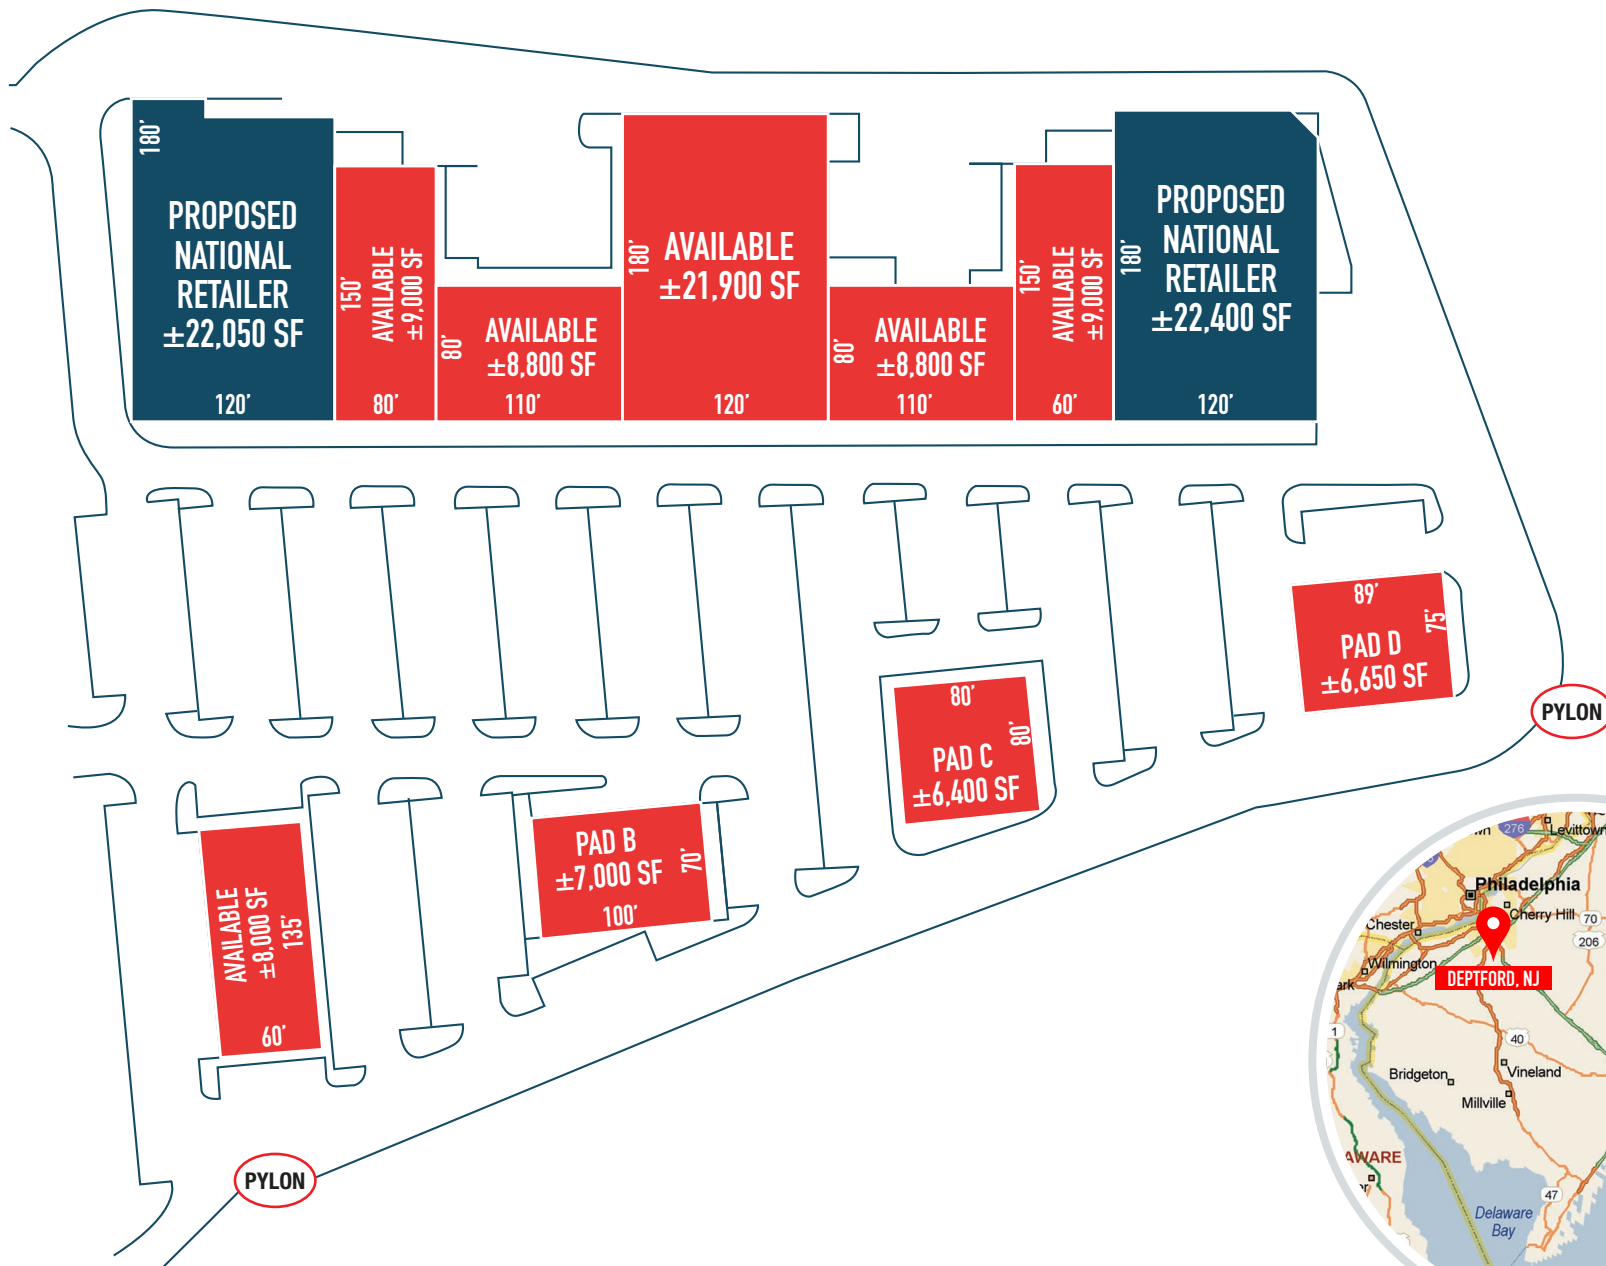 180'
PROPOSED
NATIONAL
RETAILER
±22,050 SF
120'
150'
AVAILABLE
±9,000 SF
80'
80'
AVAILABLE
±8,800 SF
110'
180'
AVAILABLE
±21,900 SF
120'
80'
AVAILABLE
±8,800 SF
110'
150'
AVAILABLE
±9,000 SF
60'
180'
PROPOSED
NATIONAL
RETAILER
±22,400 SF
120'
89'
75'
PAD D
±6,650 SF
PYLON
80'
80'
PAD C
±6,400 SF
PAD B
±7,000 SF
70'
100'
AVAILABLE
±8,000 SF
135'
60'
PYLON
276
Levittown
Philadelphia
Cherry Hill
70
206
Chester
Wilmington
ark
DEPTFORD, NJ
1
40
Bridgeton
Vineland
Millville
AWARE
er
47
Delaware
Bay